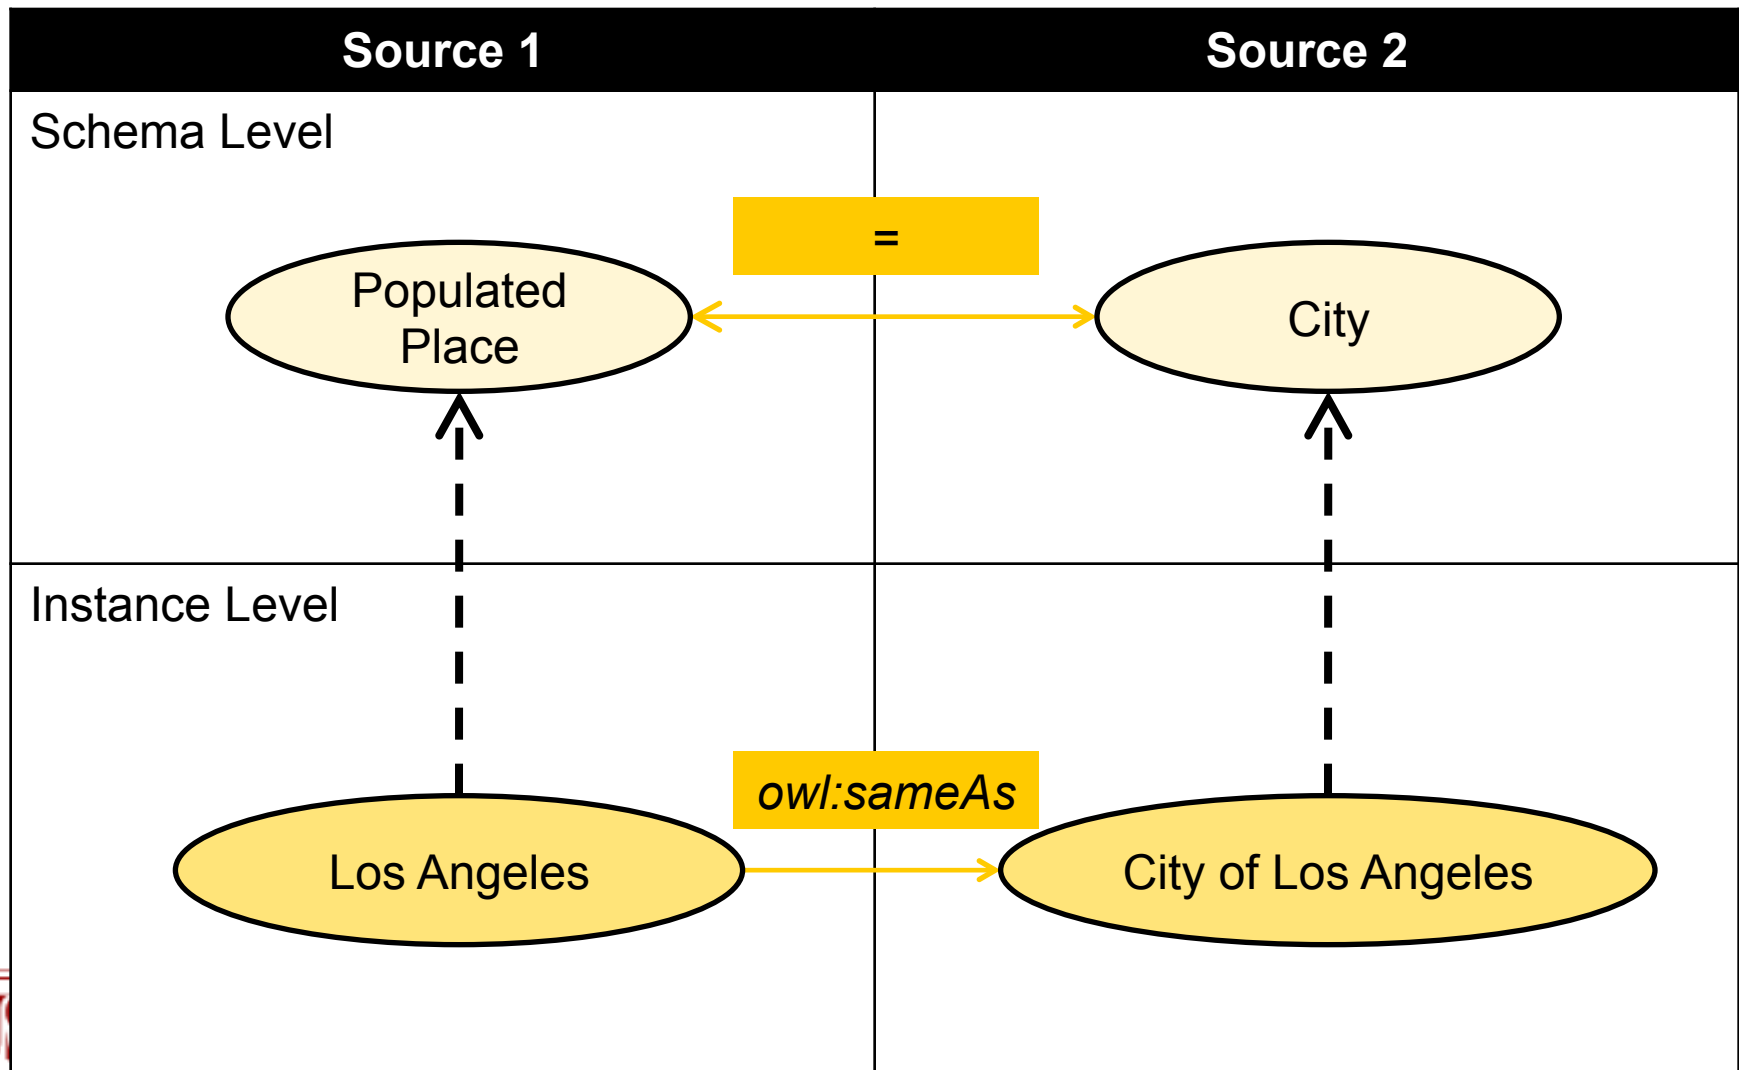 Source 1
Source 2
Schema Level
=
Populated
Place
City
Instance Level
owl:sameAs
Los Angeles
City of Los Angeles